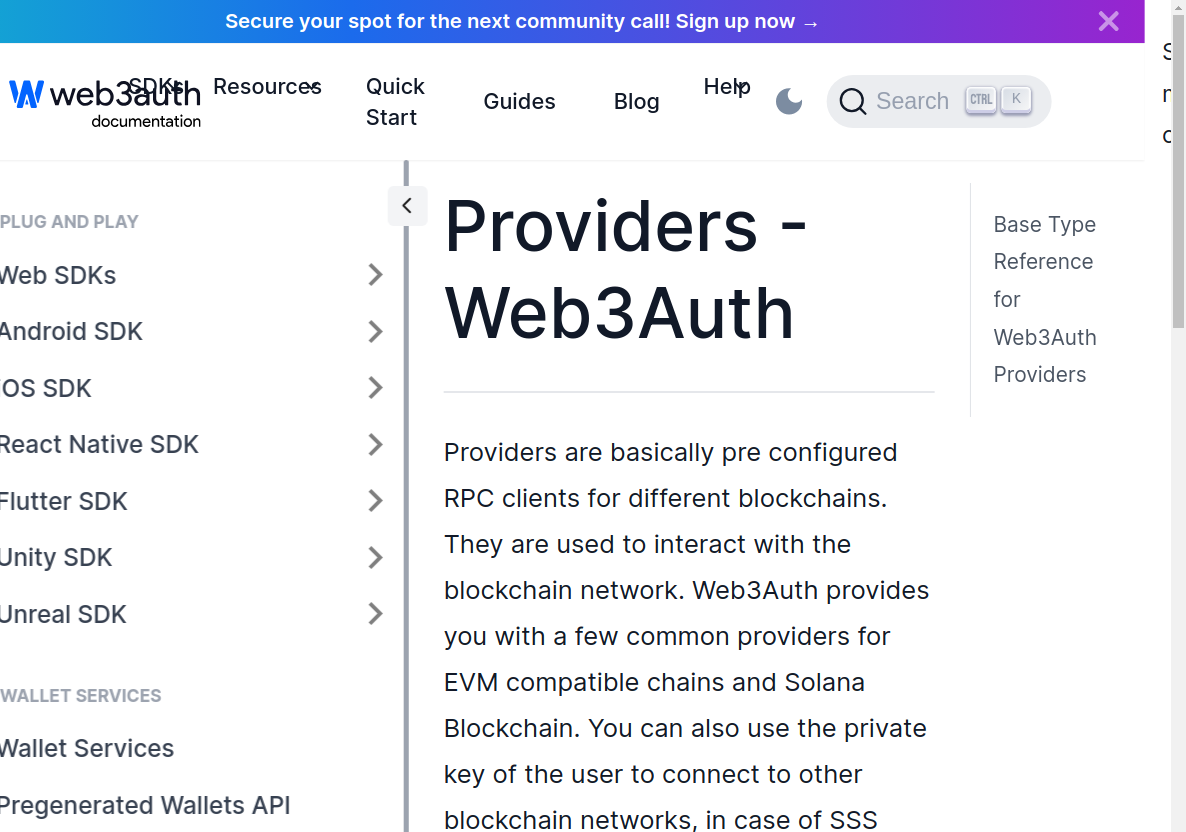 Secure your spot for the next community call! Sign up now →
web3auth
documentation
SDKs
Resources
Quick
Start
Guides
Blog
Help
Search
CTRL
K
PLUG AND PLAY
Web SDKs
Android SDK
iOS SDK
React Native SDK
Flutter SDK
Unity SDK
Unreal SDK
WALLET SERVICES
Wallet Services
Pregenerated Wallets API
Providers -
Web3Auth
Providers are basically pre configured
RPC clients for different blockchains.
They are used to interact with the
blockchain network. Web3Auth provides
you with a few common providers for
EVM compatible chains and Solana
Blockchain. You can also use the private
key of the user to connect to other
blockchain networks, in case of SSS
Base Type
Reference
for
Web3Auth
Providers